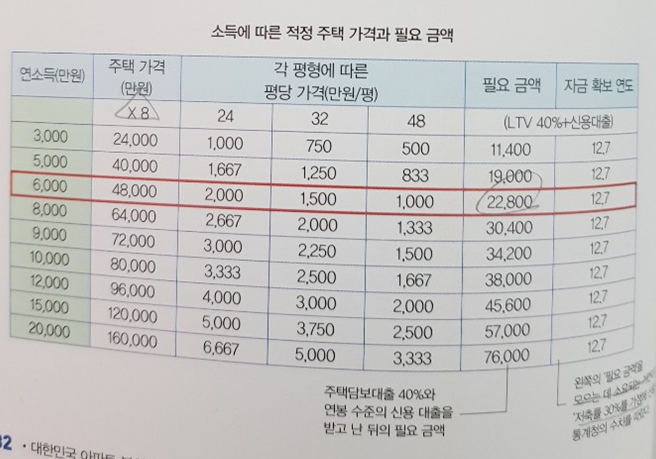 소득에 따른 적정 주택 가격과 필요 금액
연소득(만원) 주택 가격 (만원) 각 평형에 따른 평당 가격(만원/평) 필요 금액 자금 확보 연도
X 8 24 32 48 (LTV 40%+신용대출)
3,000 24,000 1,000 750 500 11,400 12.7
5,000 40,000 1,667 1,250 833 19,000 12.7
6,000 48,000 2,000 1,500 1,000 22,800 12.7
8,000 64,000 2,667 2,000 1,333 30,400 12.7
9,000 72,000 3,000 2,250 1,500 34,200 12.7
10,000 80,000 3,333 2,500 1,667 38,000 12.7
12,000 96,000 4,000 3,000 2,000 45,600 12.7
15,000 120,000 5,000 3,750 2,500 57,000 12.7
20,000 160,000 6,667 5,000 3,333 76,000 12.7
주택담보대출 40%와
연봉 수준의 신용 대출을
받고 난 뒤의 필요 금액
왼쪽의 '필요 금액'을
모으는 데 소요되는
저축률 30%를
통계청의 수치를
32 · 대한민국 아파트